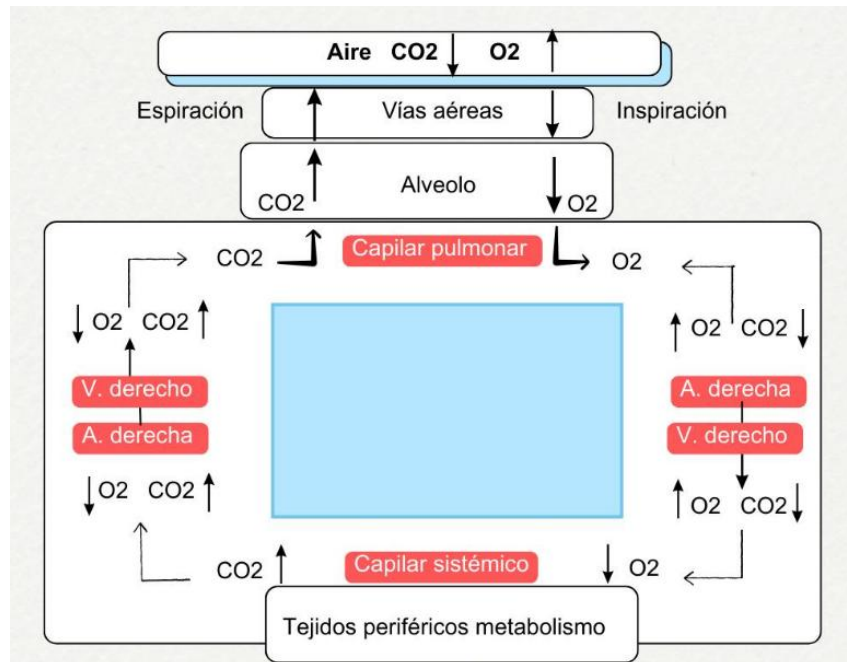 Aire CO2 O2
Espiración Vías aéreas Inspiración
Alveolo
CO2 O2
Capilar pulmonar
CO2 O2
O2 CO2 O2 CO2
V. derecho A. derecha
A. derecha V. derecho
O2 CO2 O2 CO2
CO2 Capilar sistémico O2
Tejidos periféricos metabolismo